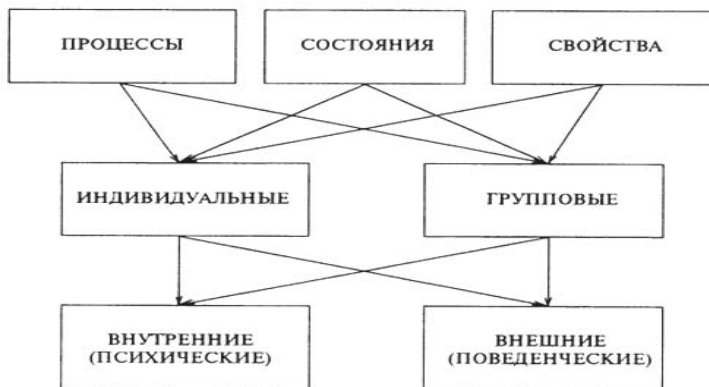 ПРОЦЕССЫ
СОСТОЯНИЯ
СВОЙСТВА
ИНДИВИДУАЛЬНЫЕ
ГРУППОВЫЕ
ВНУТРЕННИЕ
(ПСИХИЧЕСКИЕ)
ВНЕШНИЕ
(ПОВЕДЕНЧЕСКИЕ)